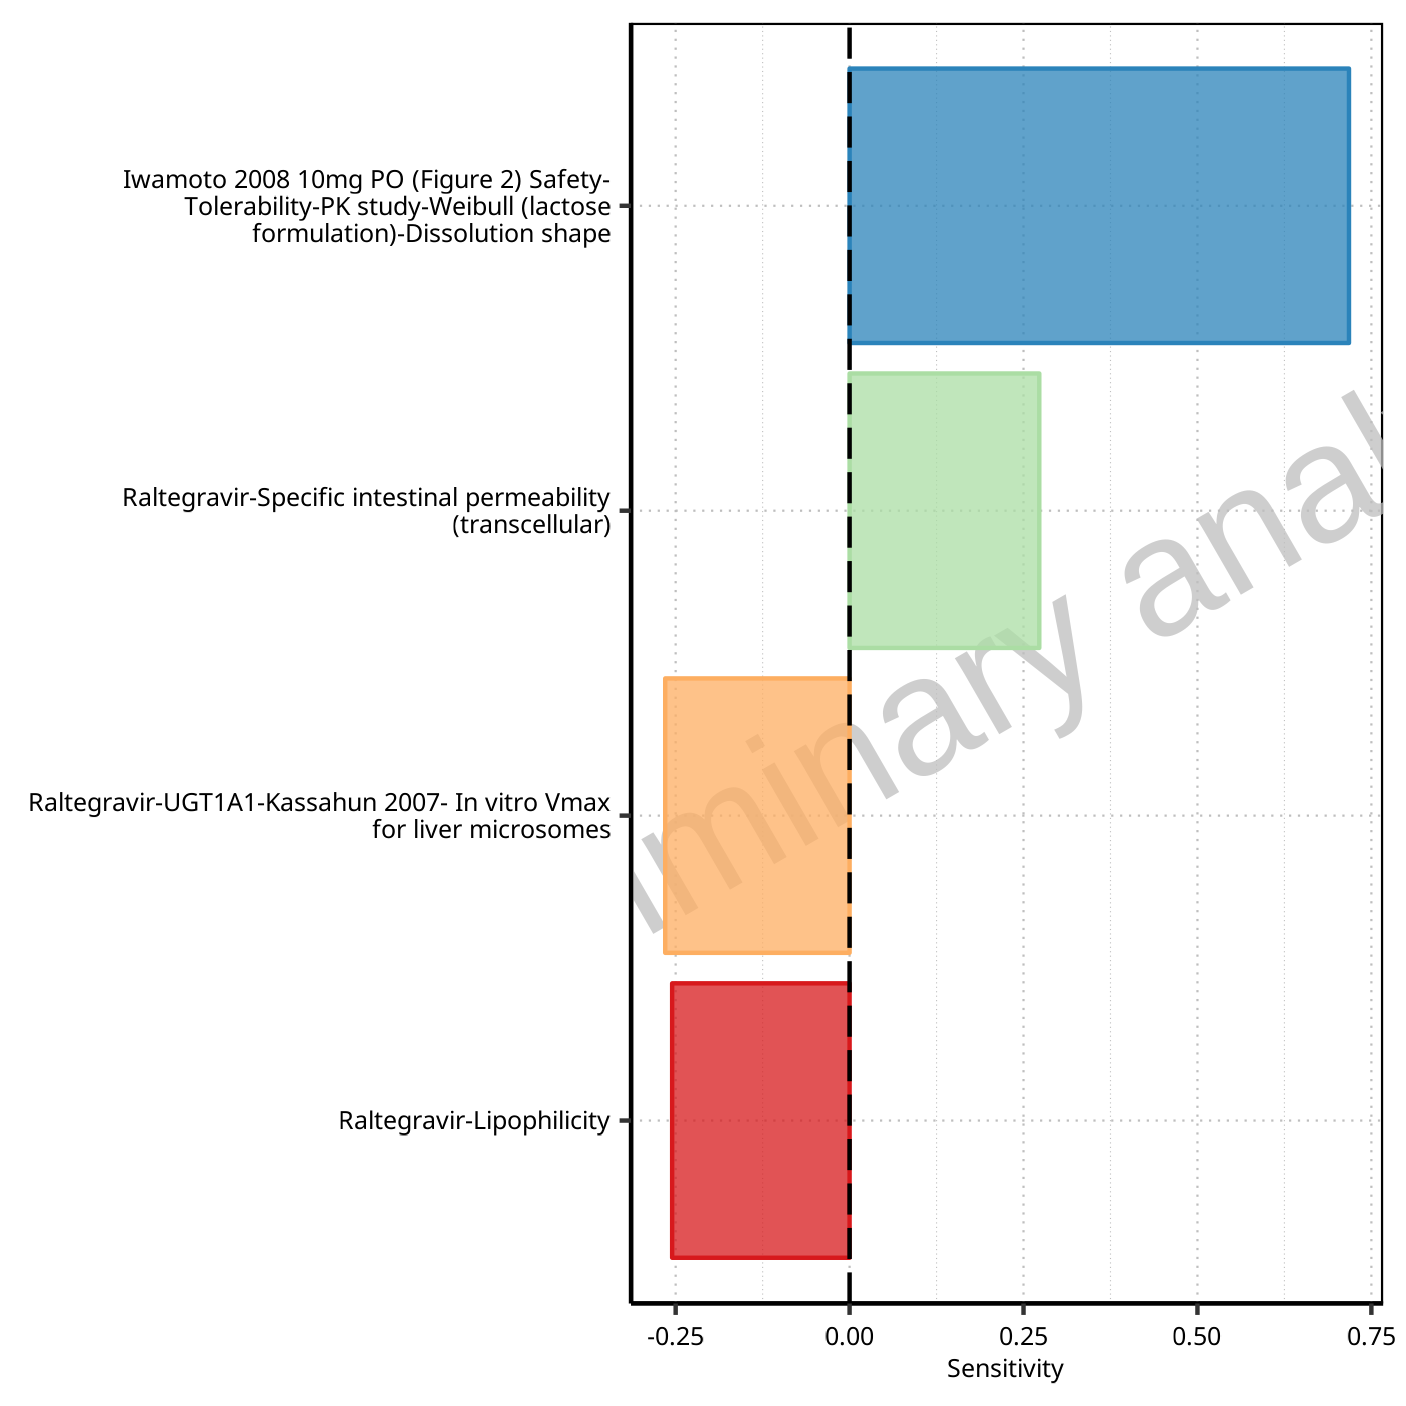 Iwamoto 2008 10mg PO (Figure 2) Safety-
Tolerability-PK study-Weibull (lactose
formulation)-Dissolution shape
Raltegravir-Specific intestinal permeability
(transcellular)
Raltegravir-UGT1A1-Kassahun 2007- In vitro Vmax
for liver microsomes
Raltegravir-Lipophilicity
minary anal
-0.25 0.00 0.25 0.50 0.75
Sensitivity